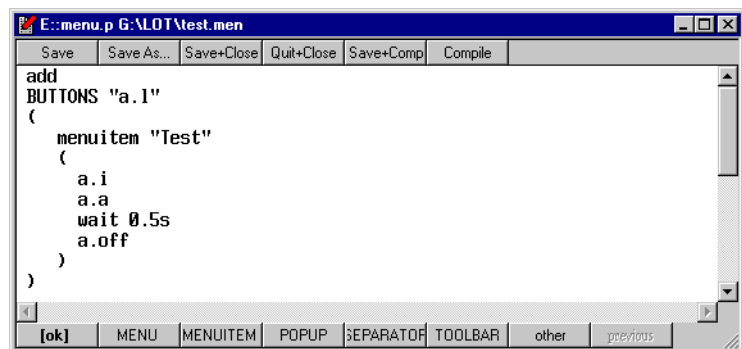 E::menu.p G:\LOT\test.men
Save Save As... Save+Close Quit+Close Save+Comp Compile
add
BUTTONS "a.l"
(
menuitem "Test"
(
a.i
a.a
wait 0.5s
a.off
)
)
[ok] MENU MENUITEM POPUP SEPARATOR TOOLBAR other previous